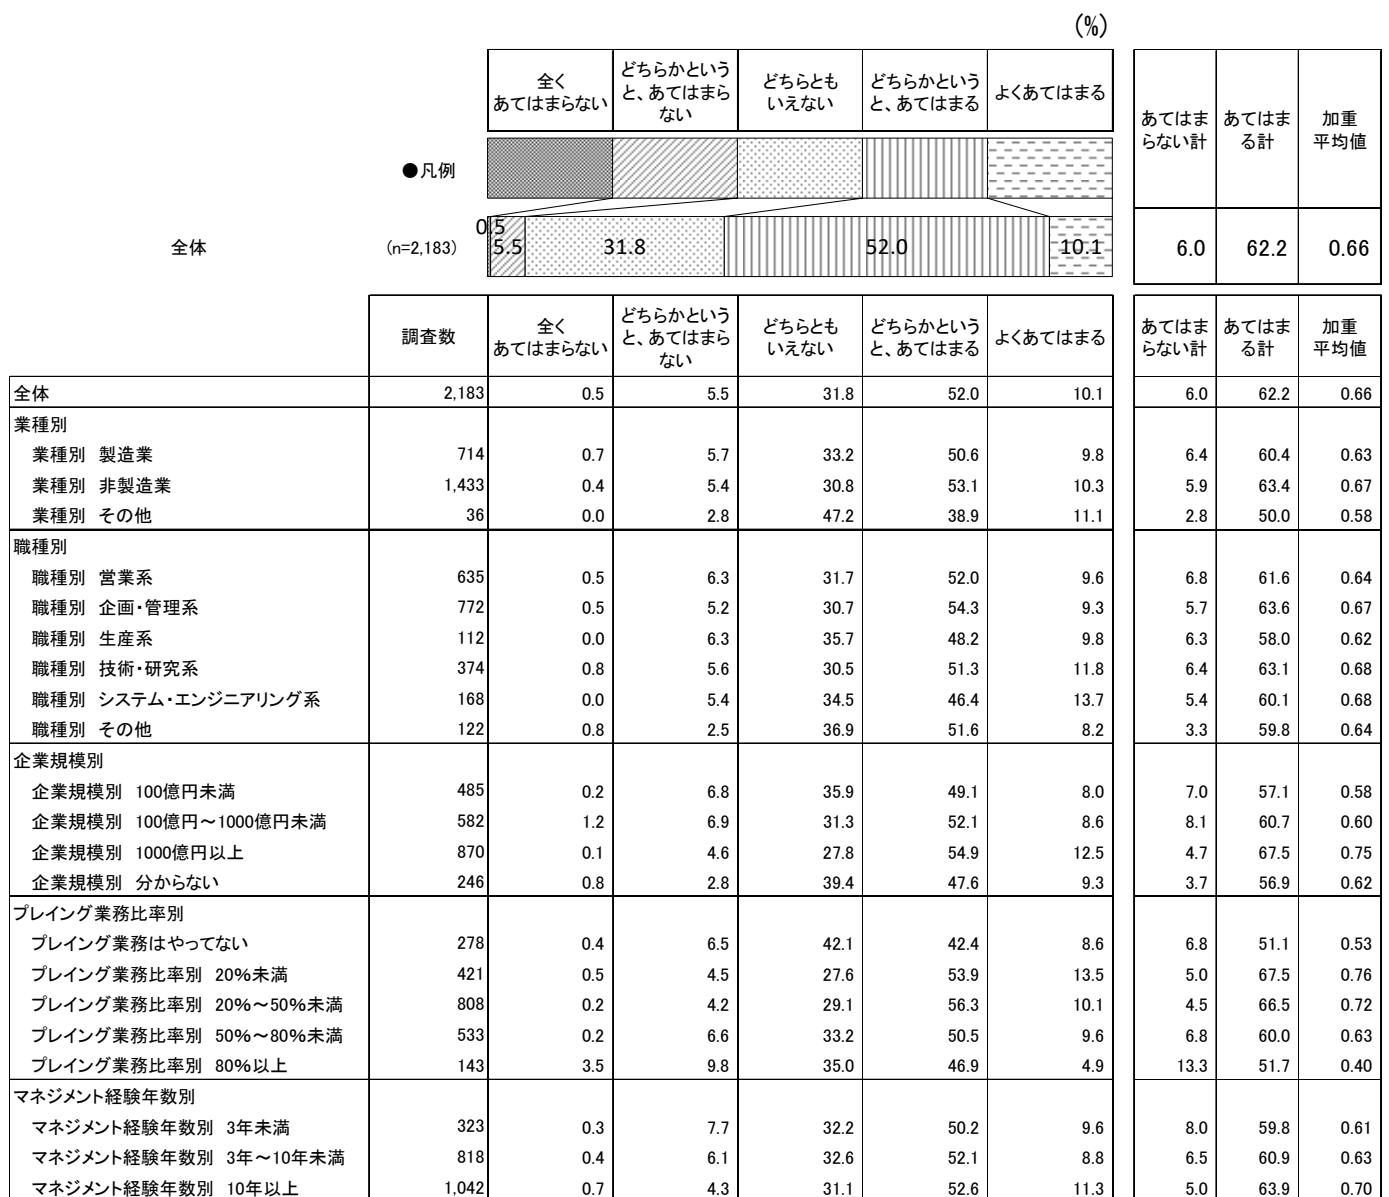 (%)
全く
あてはまらない
どちらかという
と、あてはまら
ない
どちらとも
いえない
どちらかという
と、あてはまる
よくあてはまる
あてはま
らない計
あてはま
る計
加重
平均値
●凡例
全体 (n=2,183) 0.5 5.5 31.8 52.0 10.1 6.0 62.2 0.66
調査数
全く
あてはまらない
どちらかという
と、あてはまら
ない
どちらとも
いえない
どちらかという
と、あてはまる
よくあてはまる
あてはま
らない計
あてはま
る計
加重
平均値
全体 2,183 0.5 5.5 31.8 52.0 10.1 6.0 62.2 0.66
業種別
業種別 製造業 714 0.7 5.7 33.2 50.6 9.8 6.4 60.4 0.63
業種別 非製造業 1,433 0.4 5.4 30.8 53.1 10.3 5.9 63.4 0.67
業種別 その他 36 0.0 2.8 47.2 38.9 11.1 2.8 50.0 0.58
職種別
職種別 営業系 635 0.5 6.3 31.7 52.0 9.6 6.8 61.6 0.64
職種別 企画・管理系 772 0.5 5.2 30.7 54.3 9.3 5.7 63.6 0.67
職種別 生産系 112 0.0 6.3 35.7 48.2 9.8 6.3 58.0 0.62
職種別 技術・研究系 374 0.8 5.6 30.5 51.3 11.8 6.4 63.1 0.68
職種別 システム・エンジニアリング系 168 0.0 5.4 34.5 46.4 13.7 5.4 60.1 0.68
職種別 その他 122 0.8 2.5 36.9 51.6 8.2 3.3 59.8 0.64
企業規模別
企業規模別 100億円未満 485 0.2 6.8 35.9 49.1 8.0 7.0 57.1 0.58
企業規模別 100億円～1000億円未満 582 1.2 6.9 31.3 52.1 8.6 8.1 60.7 0.60
企業規模別 1000億円以上 870 0.1 4.6 27.8 54.9 12.5 4.7 67.5 0.75
企業規模別 分からない 246 0.8 2.8 39.4 47.6 9.3 3.7 56.9 0.62
プレイング業務比率別
プレイング業務はやってない 278 0.4 6.5 42.1 42.4 8.6 6.8 51.1 0.53
プレイング業務比率別 20%未満 421 0.5 4.5 27.6 53.9 13.5 5.0 67.5 0.76
プレイング業務比率別 20%～50%未満 808 0.2 4.2 29.1 56.3 10.1 4.5 66.5 0.72
プレイング業務比率別 50%～80%未満 533 0.2 6.6 33.2 50.5 9.6 6.8 60.0 0.63
プレイング業務比率別 80%以上 143 3.5 9.8 35.0 46.9 4.9 13.3 51.7 0.40
マネジメント経験年数別
マネジメント経験年数別 3年未満 323 0.3 7.7 32.2 50.2 9.6 8.0 59.8 0.61
マネジメント経験年数別 3年～10年未満 818 0.4 6.1 32.6 52.1 8.8 6.5 60.9 0.63
マネジメント経験年数別 10年以上 1,042 0.7 4.3 31.1 52.6 11.3 5.0 63.9 0.70